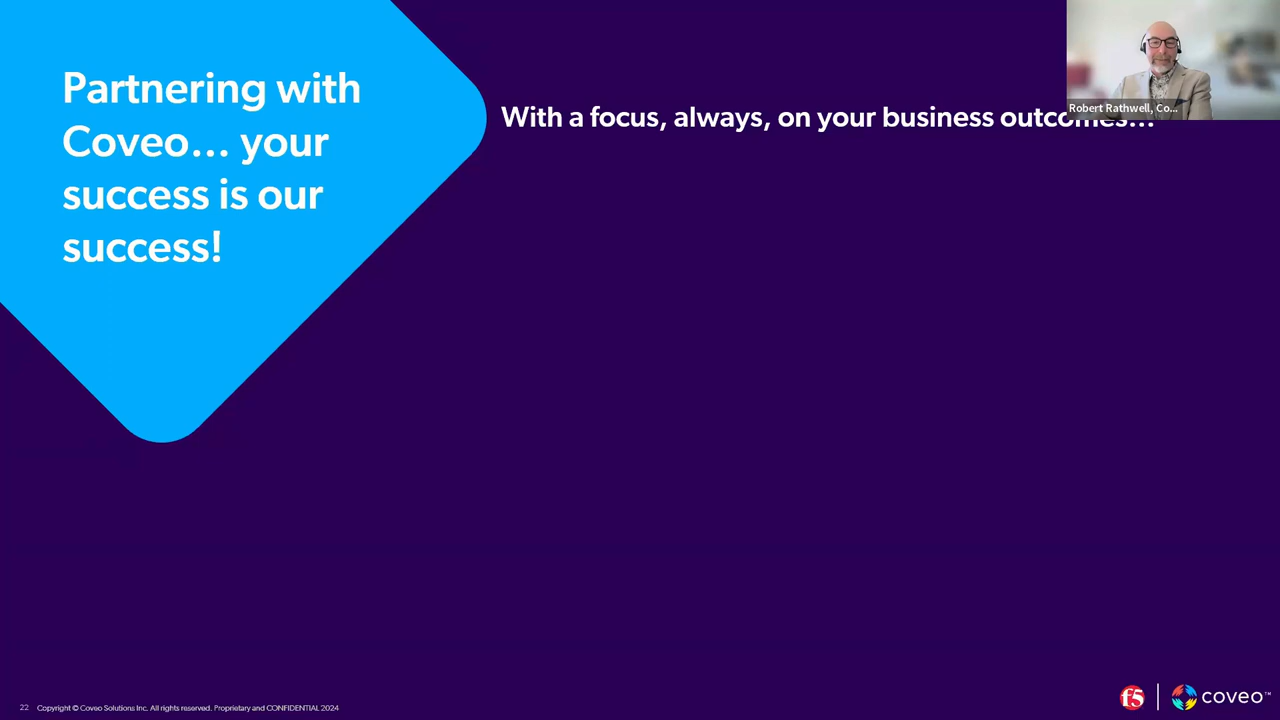 Partnering with
Coveo... your
success is our
success!
With a focus, always, on your business outcomes...
Robert Rathwell, Co...
22 Copyright © Coveo Solutions Inc. All rights reserved. Proprietary and CONFIDENTIAL 2024
f5
coveo™